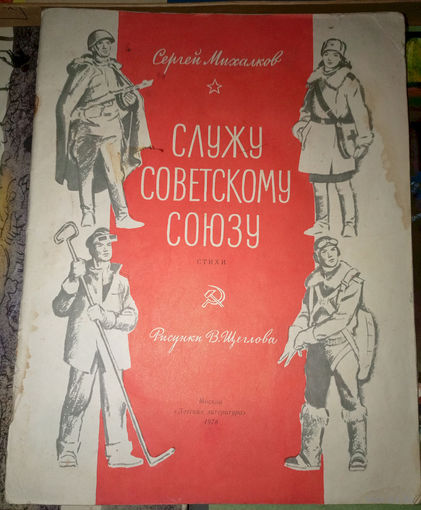 Сергей Михалков
СЛУЖУ
СОВЕТСКОМУ
СОЮЗУ
СТИХИ
Рисунки В. Щеглова
Москва
«Детская литература»
1978